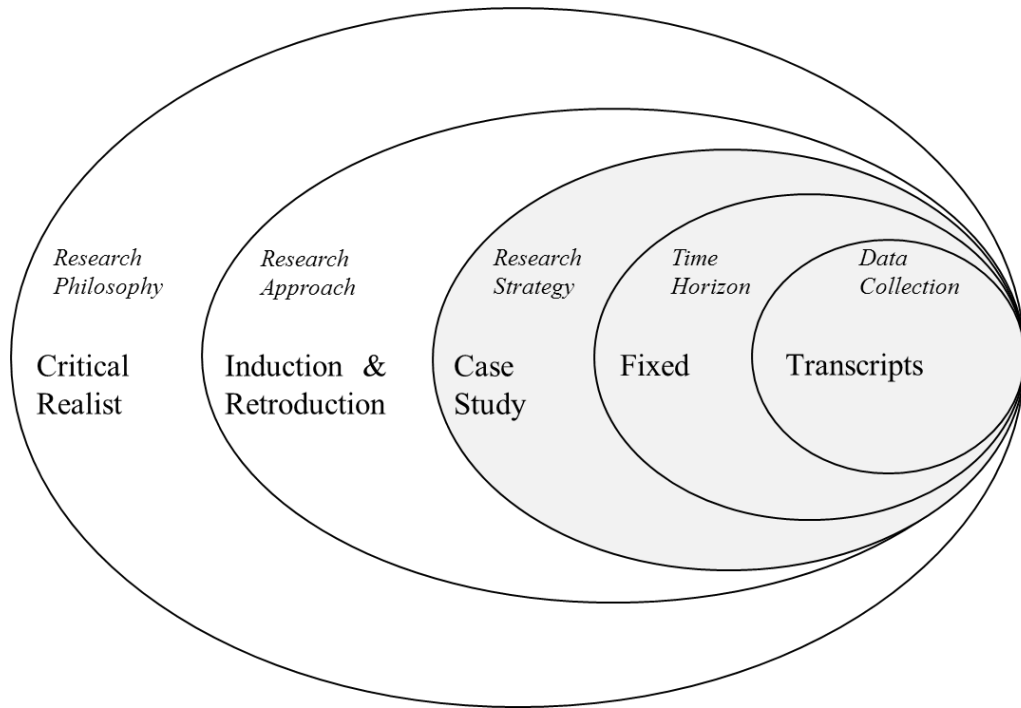 Research
Philosophy
Critical
Realist
Research
Approach
Induction &
Retroduction
Research
Strategy
Case
Study
Time
Horizon
Fixed
Data
Collection
Transcripts